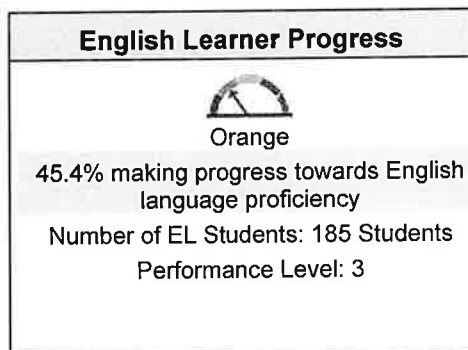 English Learner Progress
Orange
45.4% making progress towards English
language proficiency
Number of EL Students: 185 Students
Performance Level: 3